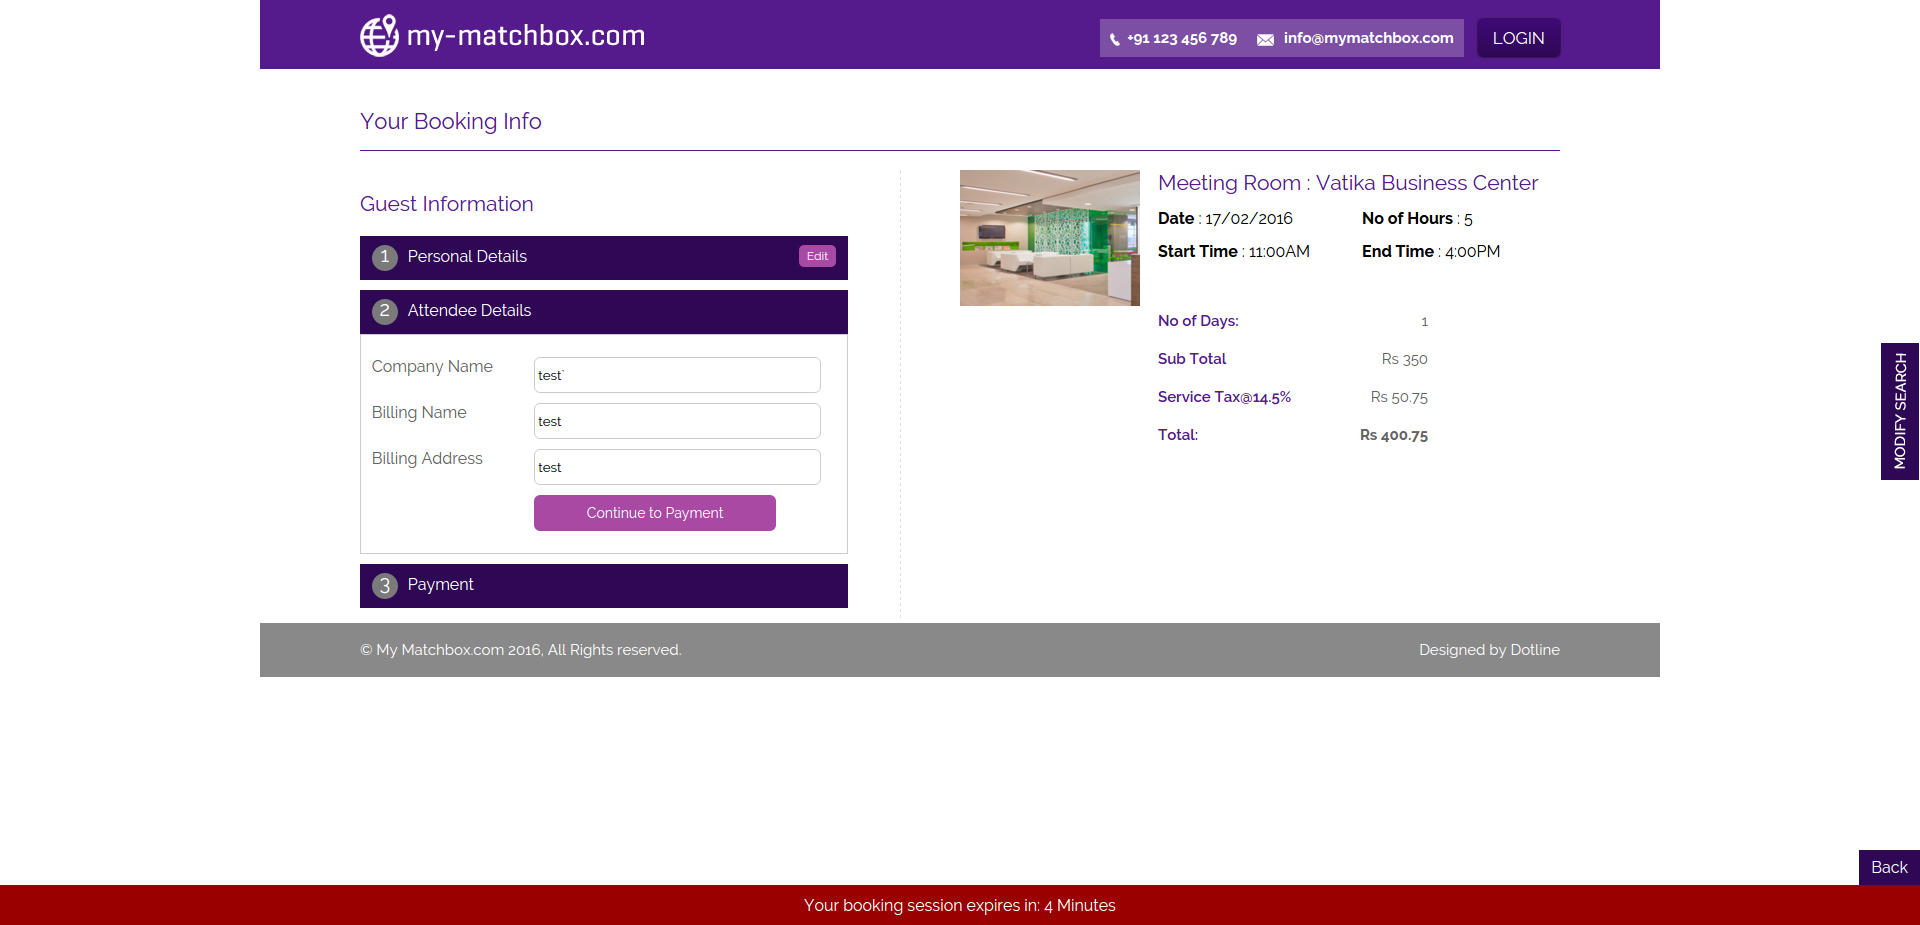 my-matchbox.com
+91 123 456 789 info@mymatchbox.com LOGIN
Your Booking Info
Guest Information
1 Personal Details Edit
2 Attendee Details
Company Name test`
Billing Name test
Billing Address test
Continue to Payment
3 Payment
Meeting Room : Vatika Business Center
Date : 17/02/2016 No of Hours : 5
Start Time : 11:00AM End Time : 4:00PM
No of Days: 1
Sub Total Rs 350
Service Tax@14.5% Rs 50.75
Total: Rs 400.75
MODIFY SEARCH
© My Matchbox.com 2016, All Rights reserved. Designed by Dotline
Back
Your booking session expires in: 4 Minutes